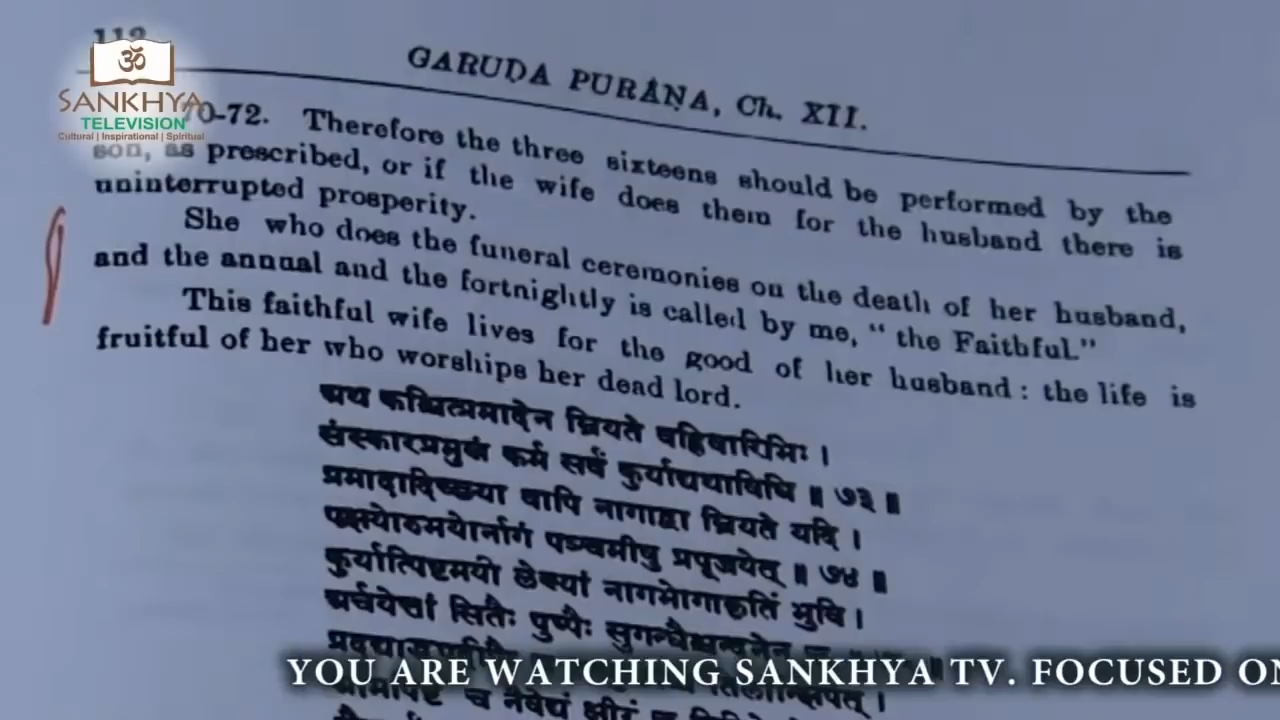 112
GARUḌA PURÂṆA, Ch. XII.
ॐ
SANKHYA
TELEVISION
Cultural | Inspirational | Spiritual
70-72. Therefore the three sixteens should be performed by the
son, as prescribed, or if the wife does them for the husband there is
uninterrupted prosperity.
She who does the funeral ceremonies on the death of her husband,
and the annual and the fortnightly is called by me, “ the Faithful.”
This faithful wife lives for the good of her husband : the life is
fruitful of her who worships her dead lord.
अथ कश्चित्प्रमादेन म्रियते वह्निवारिभिः ।
संस्कारप्रमुखं कर्म सर्वं कुर्याद्यथाविधि ॥ ७३ ॥
प्रमादादिच्छया वापि नागाद्वा म्रियते यदि ।
पक्षयोरुभयोर्नागं पञ्चमीषु प्रपूजयेत् ॥ ७४ ॥
कुर्यात्पिष्टमयीं लेख्यां नागभोगाकृतिं भुवि ।
अर्चयेत्तां सितैः पुष्पैः सुगन्धैश्चन्दनेन
YOU ARE WATCHING SANKHYA TV. FOCUSED ON
च नैवेद्यं क्षीरं